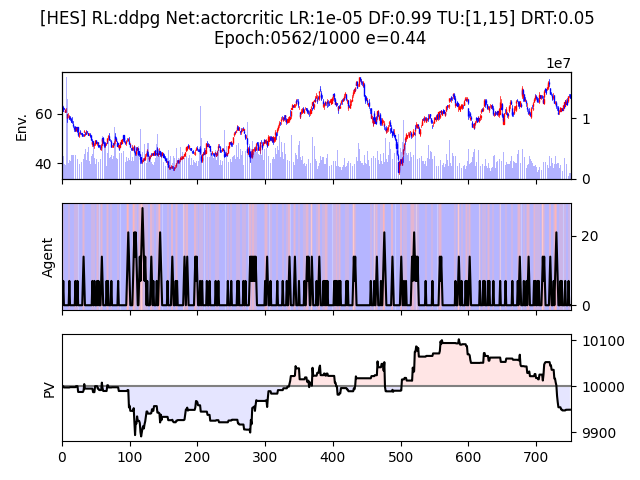 [HES] RL:ddpg Net:actorcritic LR:1e-05 DF:0.99 TU:[1,15] DRT:0.05
Epoch:0562/1000 e=0.44
1e7
Env.
60
40
1
0
Agent
20
0
PV
10100
10000
9900
0 100 200 300 400 500 600 700